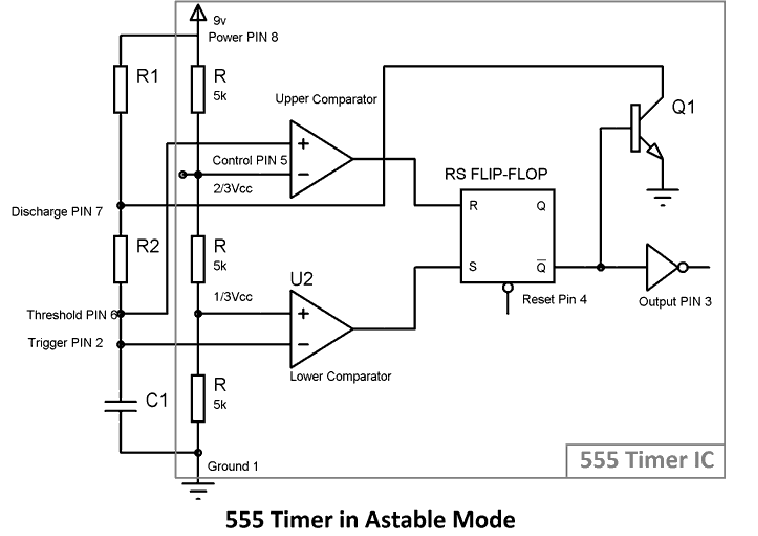 9v
Power PIN 8
R1
R
5k
Upper Comparator
Q1
+
Control PIN 5
−
2/3Vcc
RS FLIP-FLOP
R
Q
Discharge PIN 7
R2
R
5k
S
Q
U2
1/3Vcc
+
Reset Pin 4
Output PIN 3
Threshold PIN 6
Trigger PIN 2
−
Lower Comparator
R
5k
C1
555 Timer IC
Ground 1
555 Timer in Astable Mode